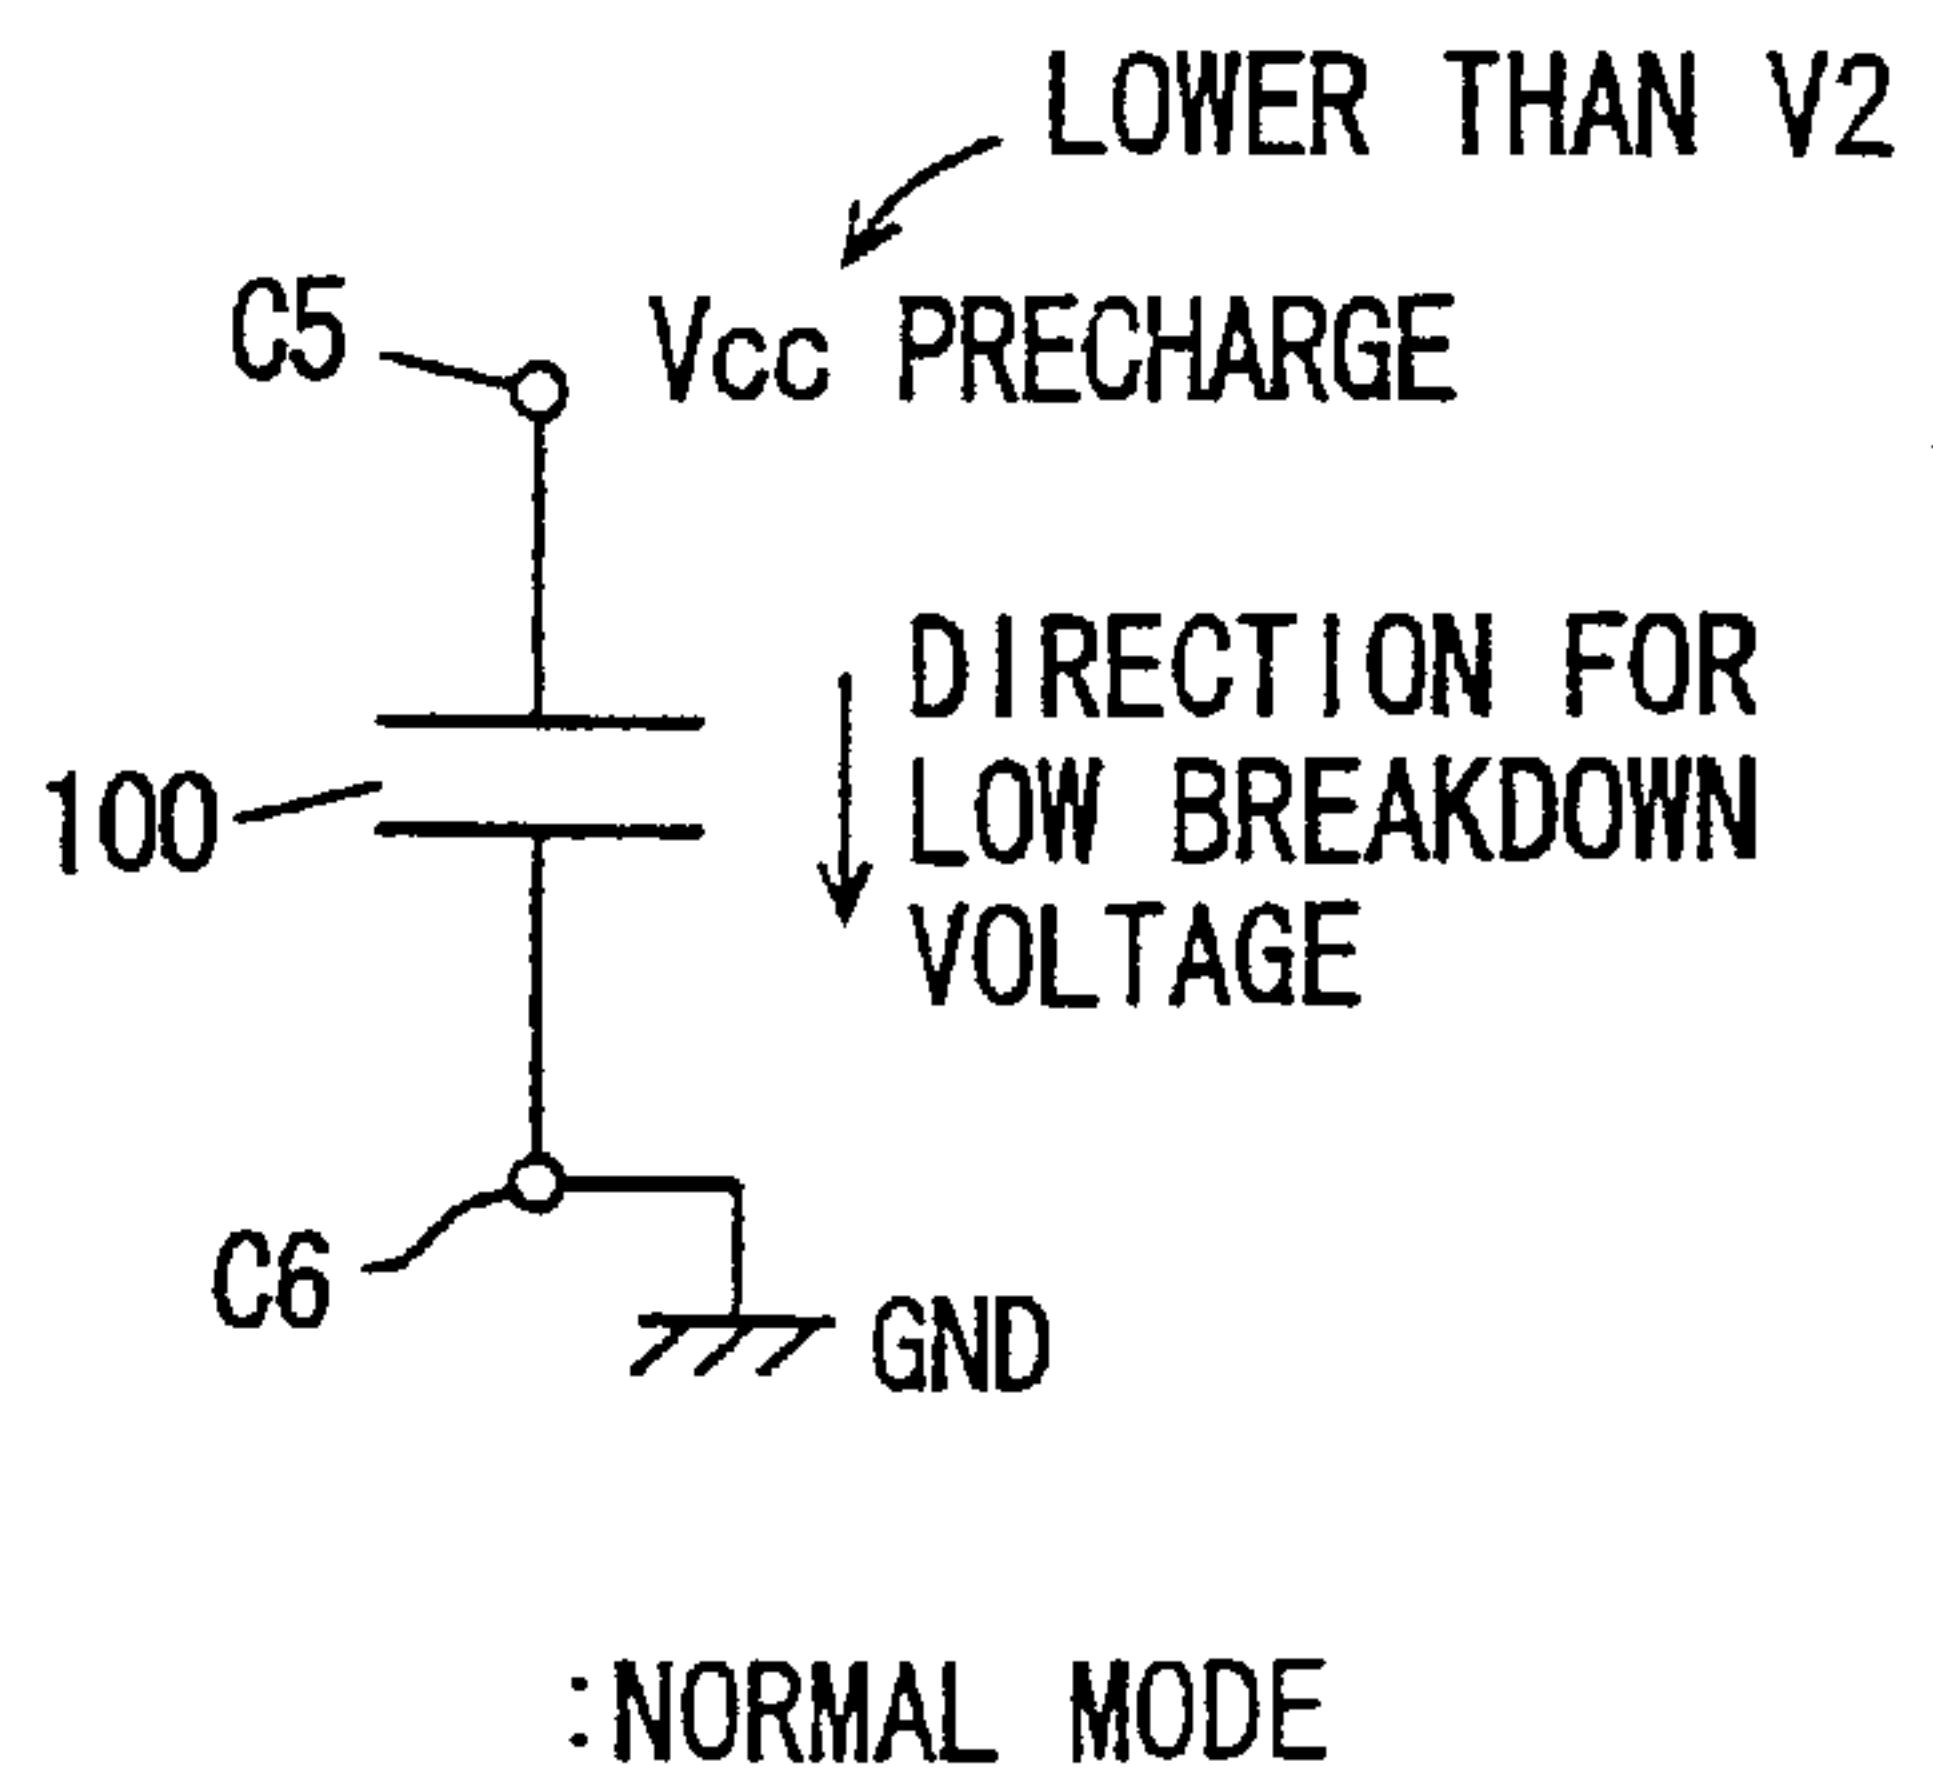 LOWER THAN V2
C5
Vcc PRECHARGE
DIRECTION FOR
LOW BREAKDOWN
VOLTAGE
100
C6
GND
:NORMAL MODE